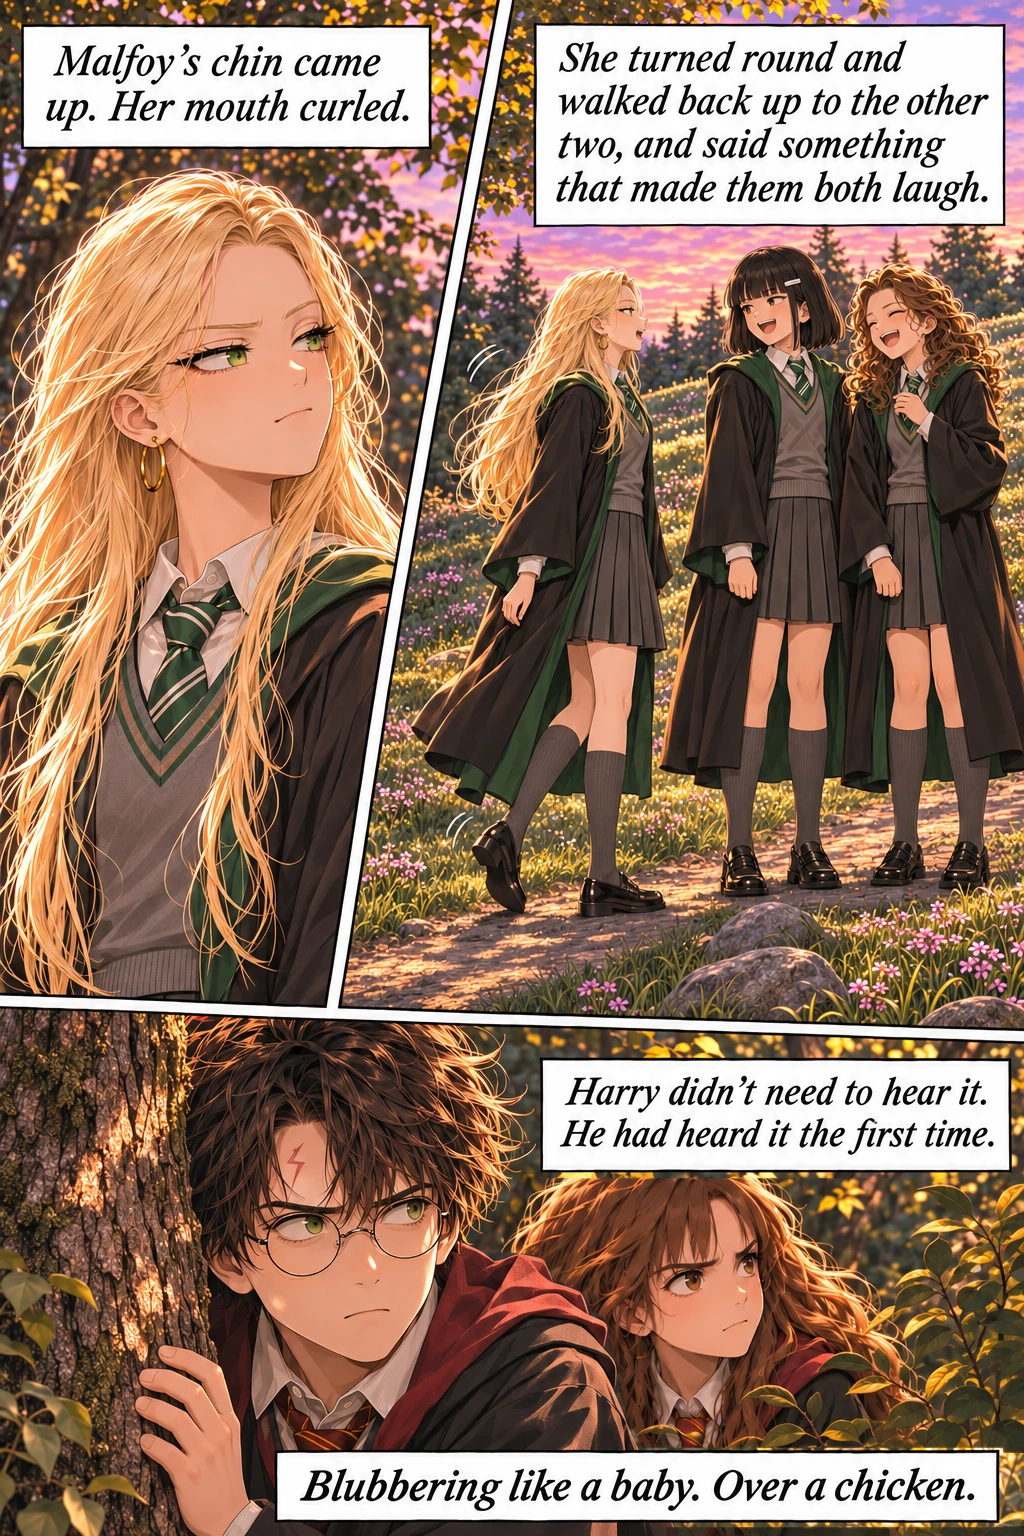 Malfoy's chin came
up. Her mouth curled.
She turned round and
walked back up to the other
two, and said something
that made them both laugh.
Harry didn't need to hear it.
He had heard it the first time.
Blubbering like a baby. Over a chicken.